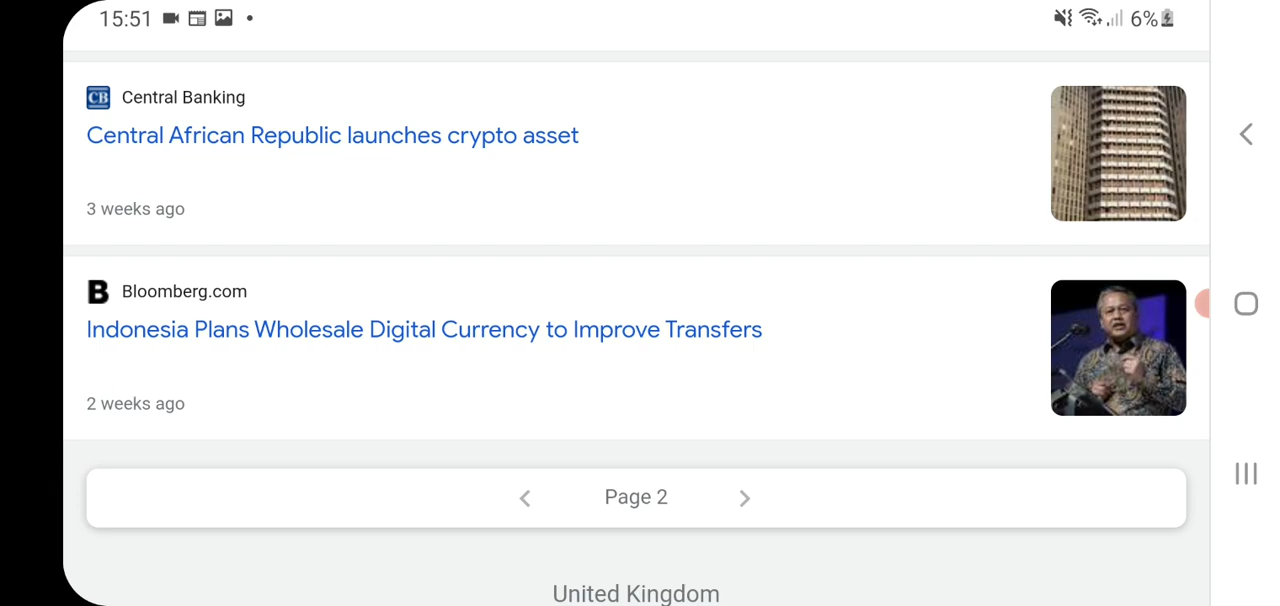 15:51 6%
CB Central Banking
Central African Republic launches crypto asset
3 weeks ago
B Bloomberg.com
Indonesia Plans Wholesale Digital Currency to Improve Transfers
2 weeks ago
Page 2
United Kingdom